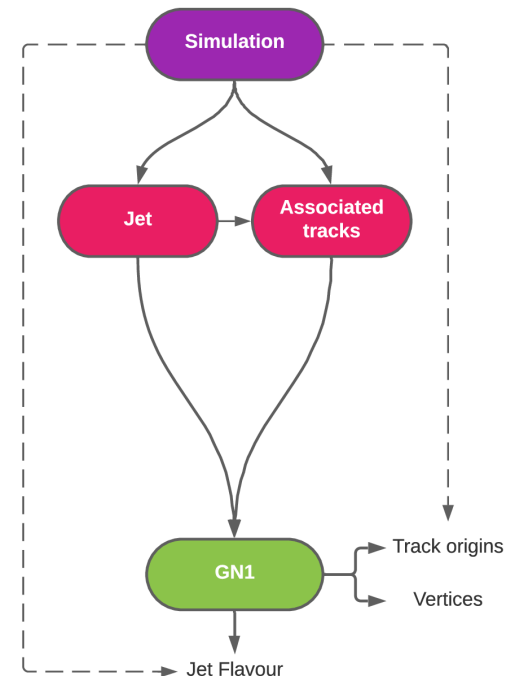 Simulation
Jet
Associated
tracks
GN1
Track origins
Vertices
Jet Flavour